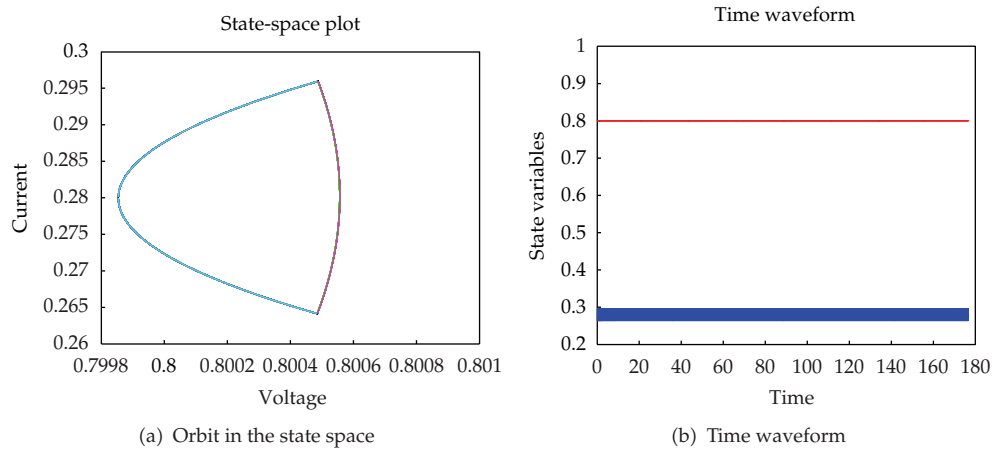 State-space plot
0.3
0.295
0.29
0.285
0.28
0.275
0.27
0.265
0.26
Current
0.7998 0.8 0.8002 0.8004 0.8006 0.8008 0.801
Voltage
(a) Orbit in the state space
Time waveform
1
0.9
0.8
0.7
0.6
0.5
0.4
0.3
0.2
State variables
0 20 40 60 80 100 120 140 160 180
Time
(b) Time waveform